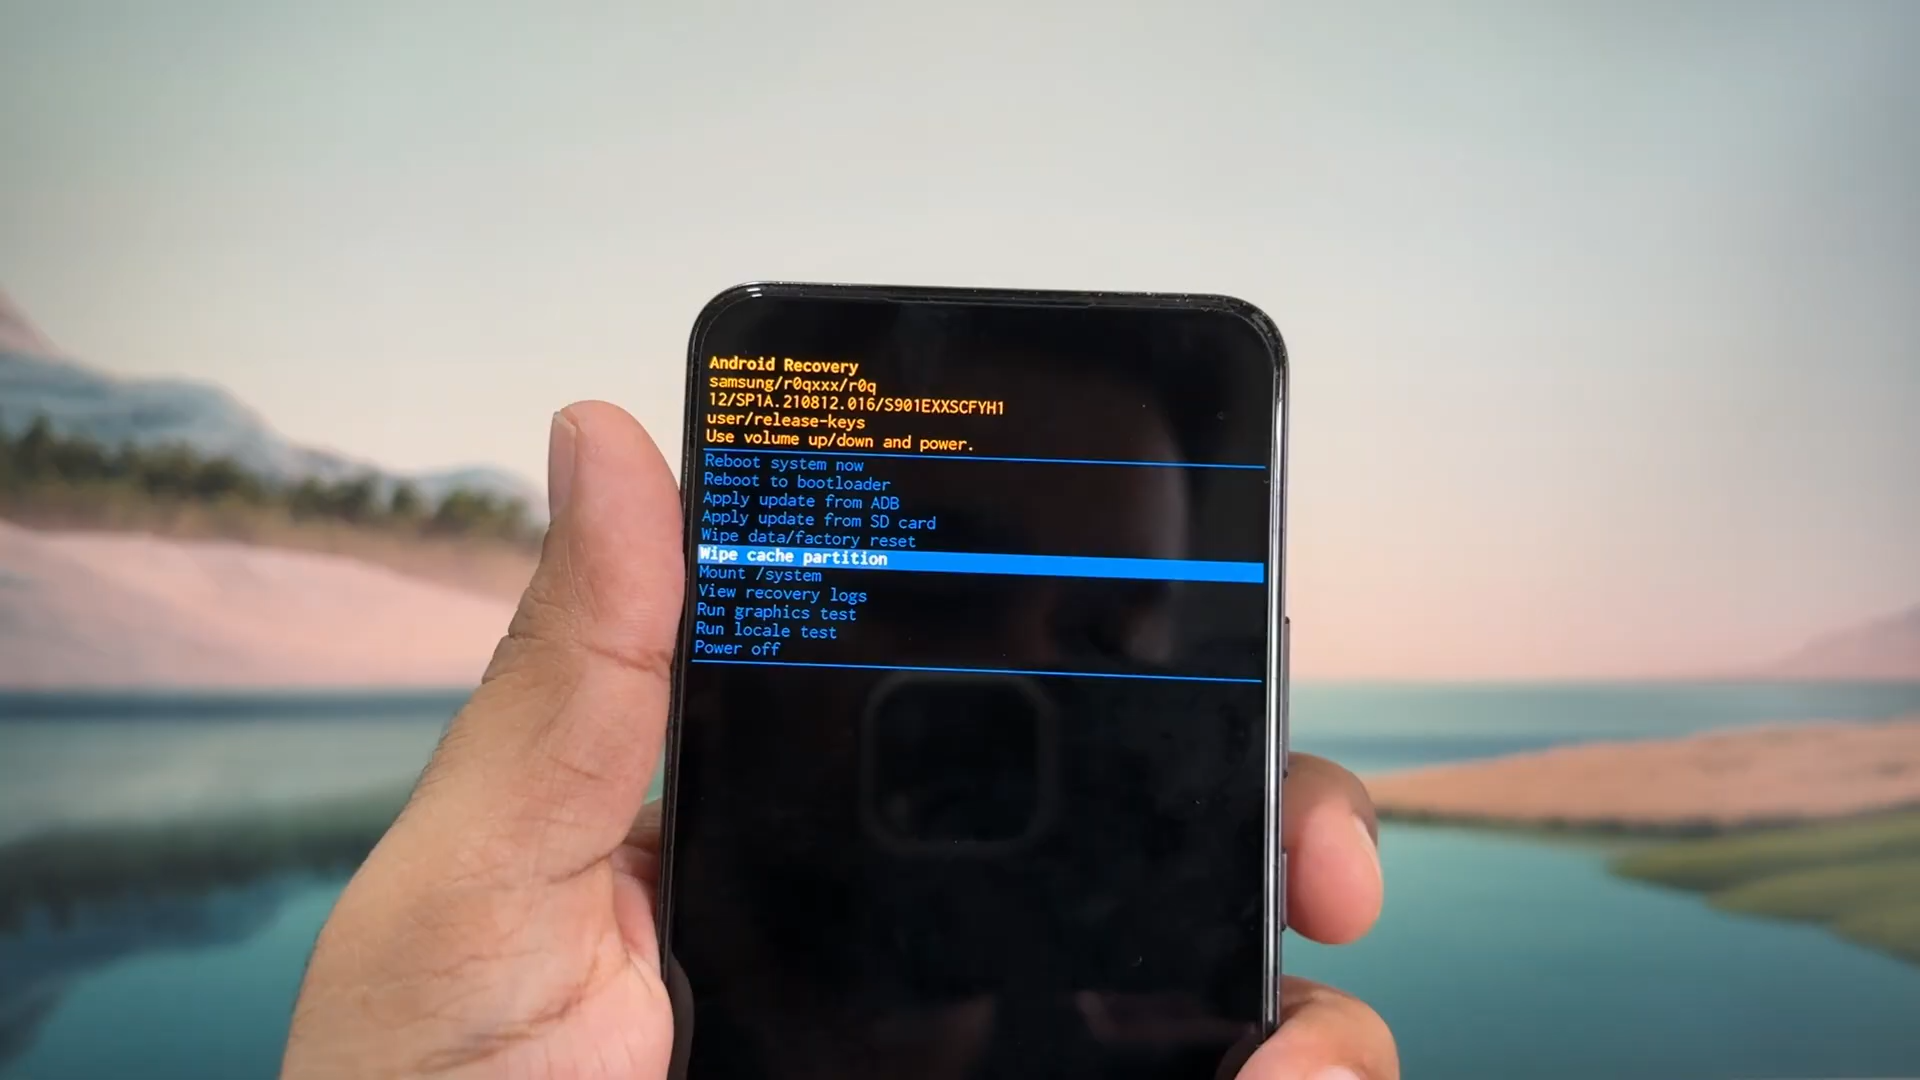 Android Recovery
samsung/r0qxxx/r0q
12/SP1A.210812.016/S901EXXSCFYH1
user/release-keys
Use volume up/down and power.
Reboot system now
Reboot to bootloader
Apply update from ADB
Apply update from SD card
Wipe data/factory reset
Wipe cache partition
Mount /system
View recovery logs
Run graphics test
Run locale test
Power off